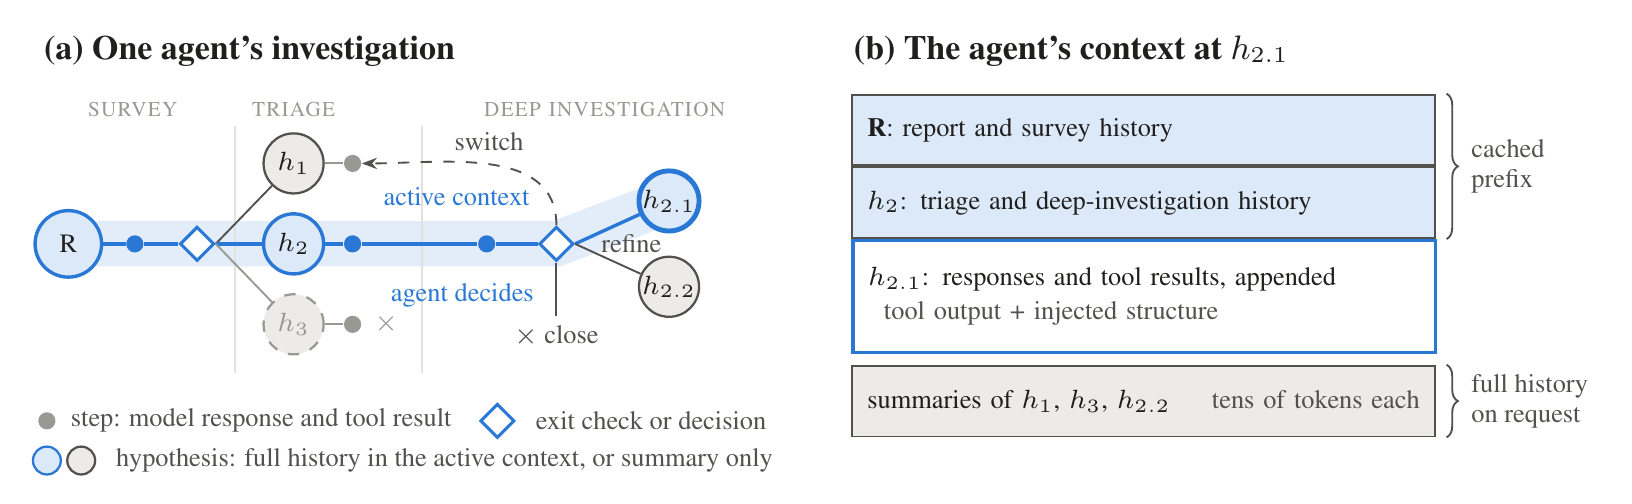 (a) One agent’s investigation
SURVEY
TRIAGE
DEEP INVESTIGATION
switch
h₁
active context
h₂.₁
R
h₂
refine
agent decides
h₂.₂
h₃
×
× close
step: model response and tool result
exit check or decision
hypothesis: full history in the active context, or summary only
(b) The agent’s context at h₂.₁
R: report and survey history
h₂: triage and deep-investigation history
cached
prefix
h₂.₁: responses and tool results, appended
tool output + injected structure
summaries of h₁, h₃, h₂.₂ tens of tokens each
full history
on request